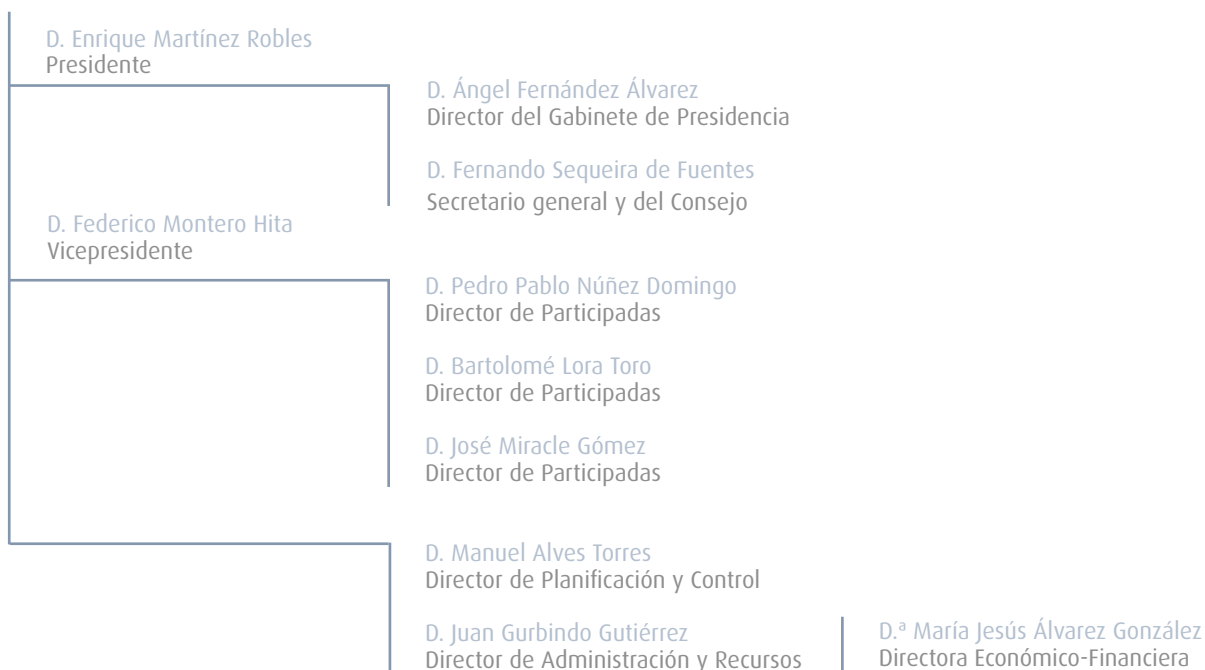 D. Enrique Martínez Robles
Presidente
D. Ángel Fernández Álvarez
Director del Gabinete de Presidencia
D. Fernando Sequeira de Fuentes
Secretario general y del Consejo
D. Federico Montero Hita
Vicepresidente
D. Pedro Pablo Núñez Domingo
Director de Participadas
D. Bartolomé Lora Toro
Director de Participadas
D. José Miracle Gómez
Director de Participadas
D. Manuel Alves Torres
Director de Planificación y Control
D. Juan Gurbindo Gutiérrez
Director de Administración y Recursos
D.ª María Jesús Álvarez González
Directora Económico-Financiera